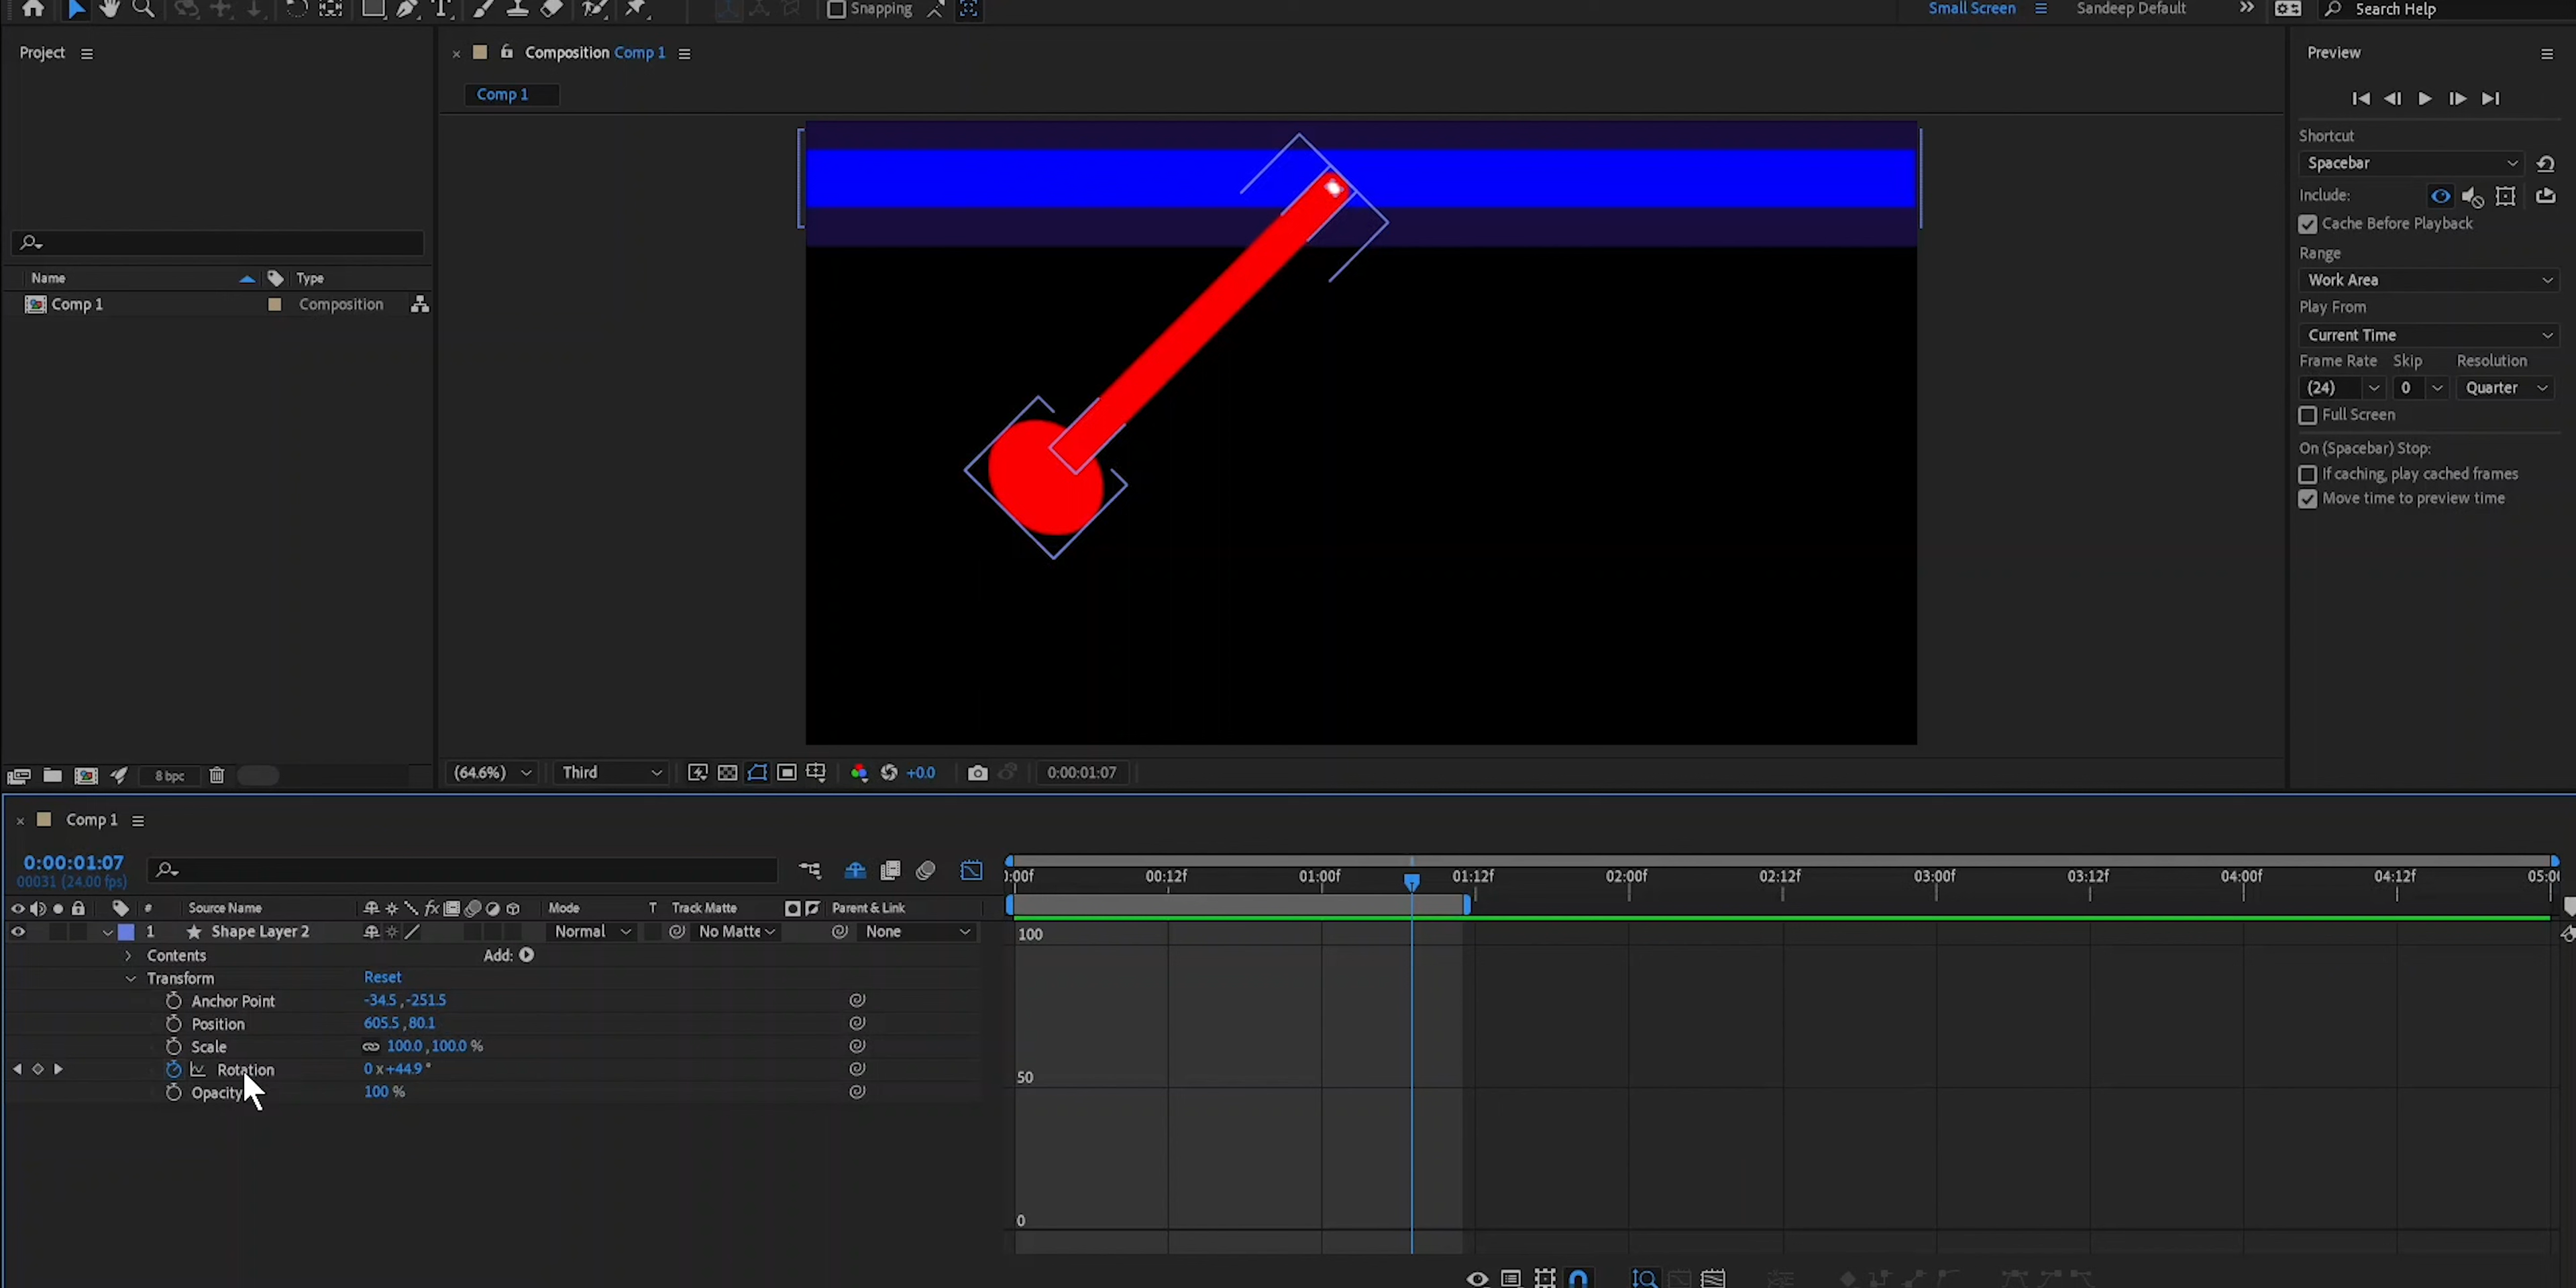 Snapping
Small Screen
Sandeep Default
Search Help
Project
Composition Comp 1
Preview
Comp 1
Shortcut
Spacebar
Include:
Cache Before Playback
Range
Name
Type
Work Area
Comp 1
Composition
Play From
Current Time
Frame Rate Skip Resolution
(24) 0 Quarter
Full Screen
On (Spacebar) Stop:
If caching, play cached frames
Move time to preview time
8 bpc
(64.6%)
Third
+0.0
0:00:01:07
Comp 1
0:00:01:07
00031 (24.00 fps)
:00f 00:12f 01:00f 01:12f 02:00f 02:12f 03:00f 03:12f 04:00f 04:12f 05:0
# Source Name fx Mode T Track Matte Parent & Link
1 Shape Layer 2 Normal No Matte None
100
Contents Add:
Transform Reset
Anchor Point -34.5 , -251.5
Position 605.5 , 80.1
Scale 100.0 , 100.0 %
Rotation 0 x +44.9 °
50
Opacity 100 %
0